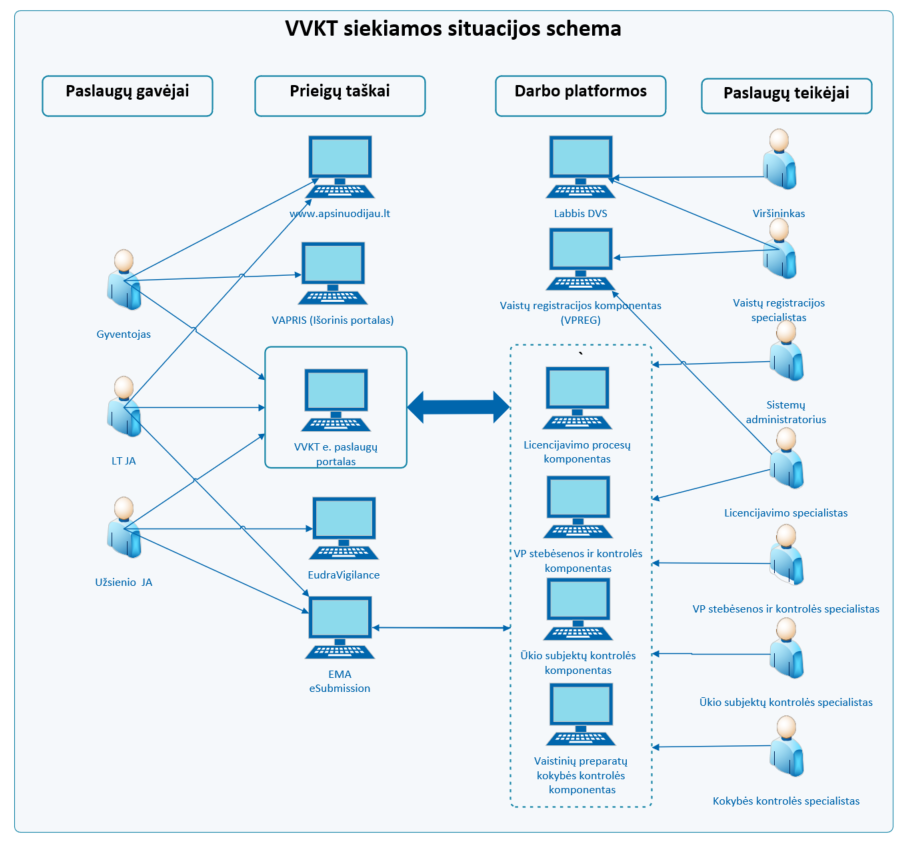 VVKT siekiamos situacijos schema
Paslaugų gavėjai
Prieigų taškai
Darbo platformos
Paslaugų teikėjai
Gyventojas
LT JA
Užsienio JA
www.apsinuodijau.lt
VAPRIS (Išorinis portalas)
VVKT e. paslaugų
portalas
EudraVigilance
EMA
eSubmission
Labbis DVS
Vaistų registracijos komponentas
(VPREG)
`
Licencijavimo procesų
komponentas
VP stebėsenos ir kontrolės
komponentas
Ūkio subjektų kontrolės
komponentas
Vaistinių preparatų
kokybės kontrolės
komponentas
Viršininkas
Vaistų registracijos
specialistas
Sistemų
administratorius
Licencijavimo specialistas
VP stebėsenos ir kontrolės specialistas
Ūkio subjektų kontrolės specialistas
Kokybės kontrolės specialistas